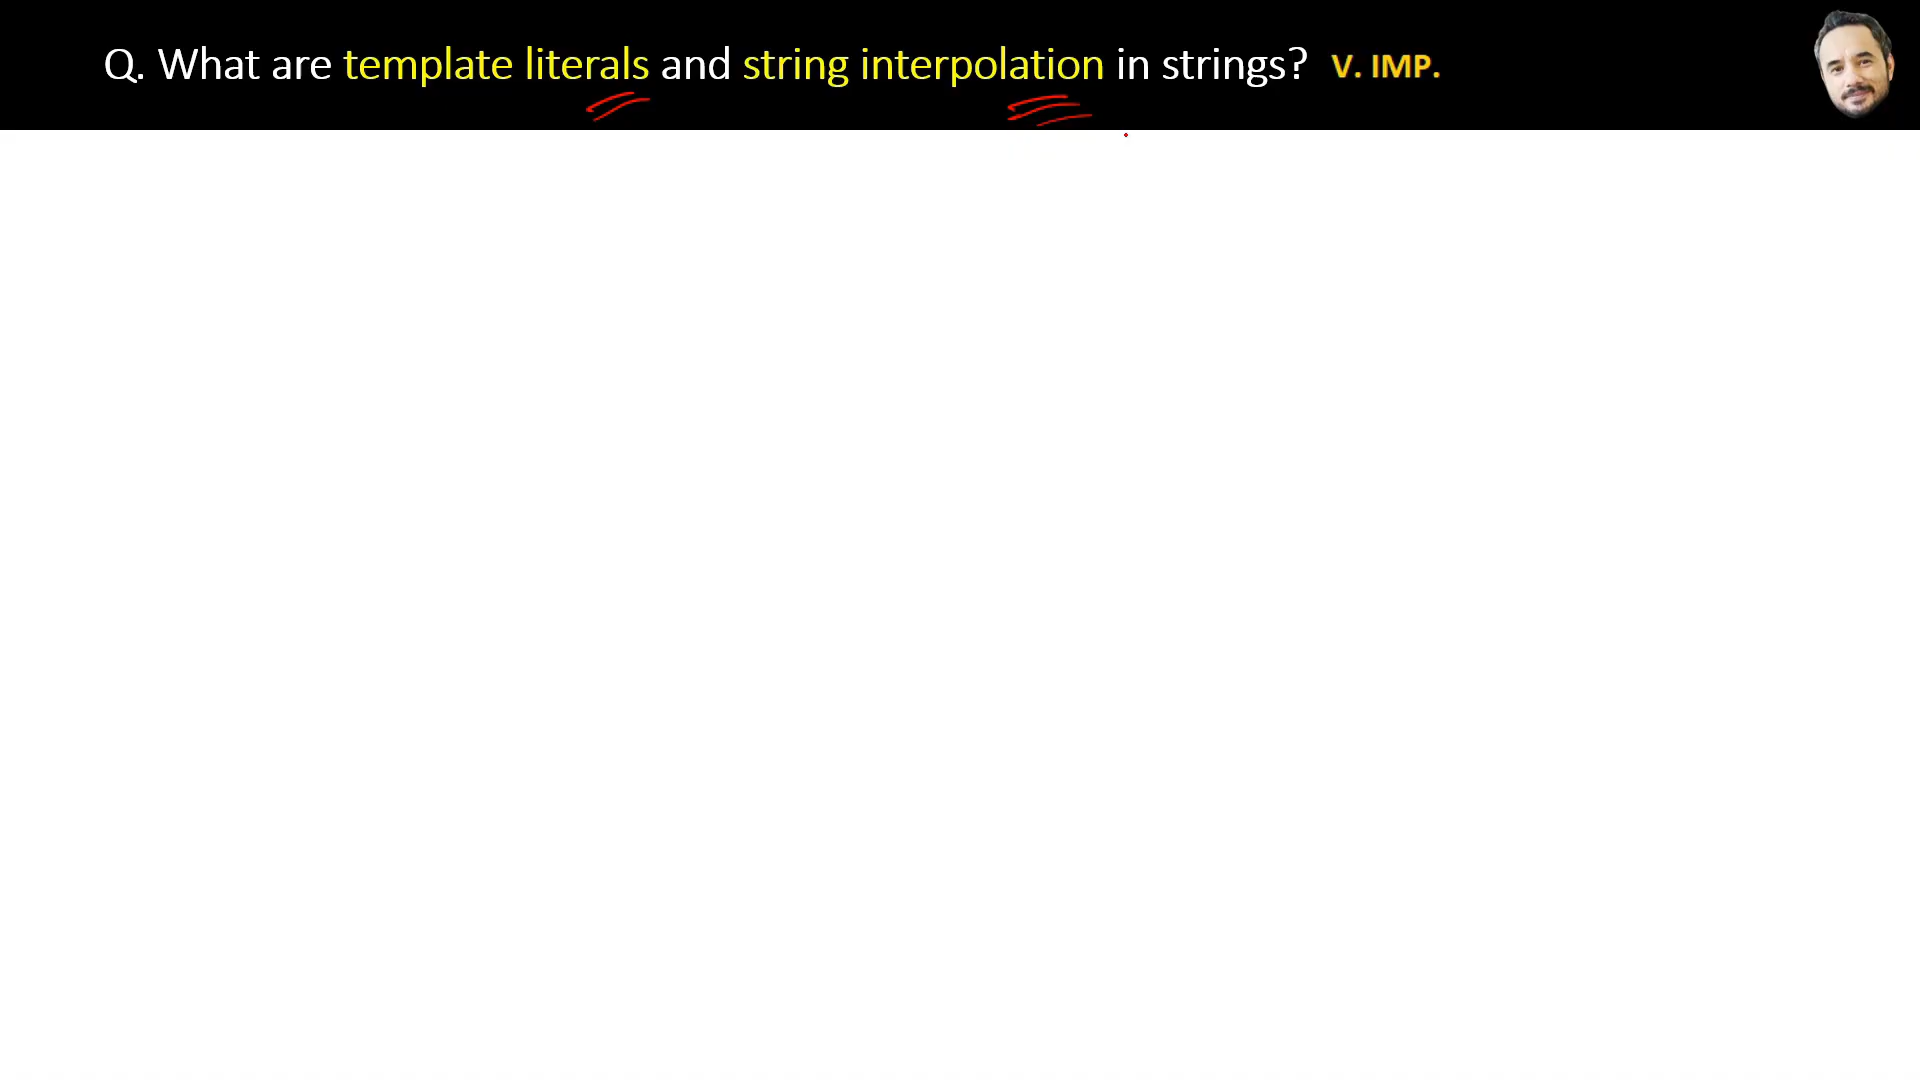 Q. What are template literals and string interpolation in strings? V. IMP.